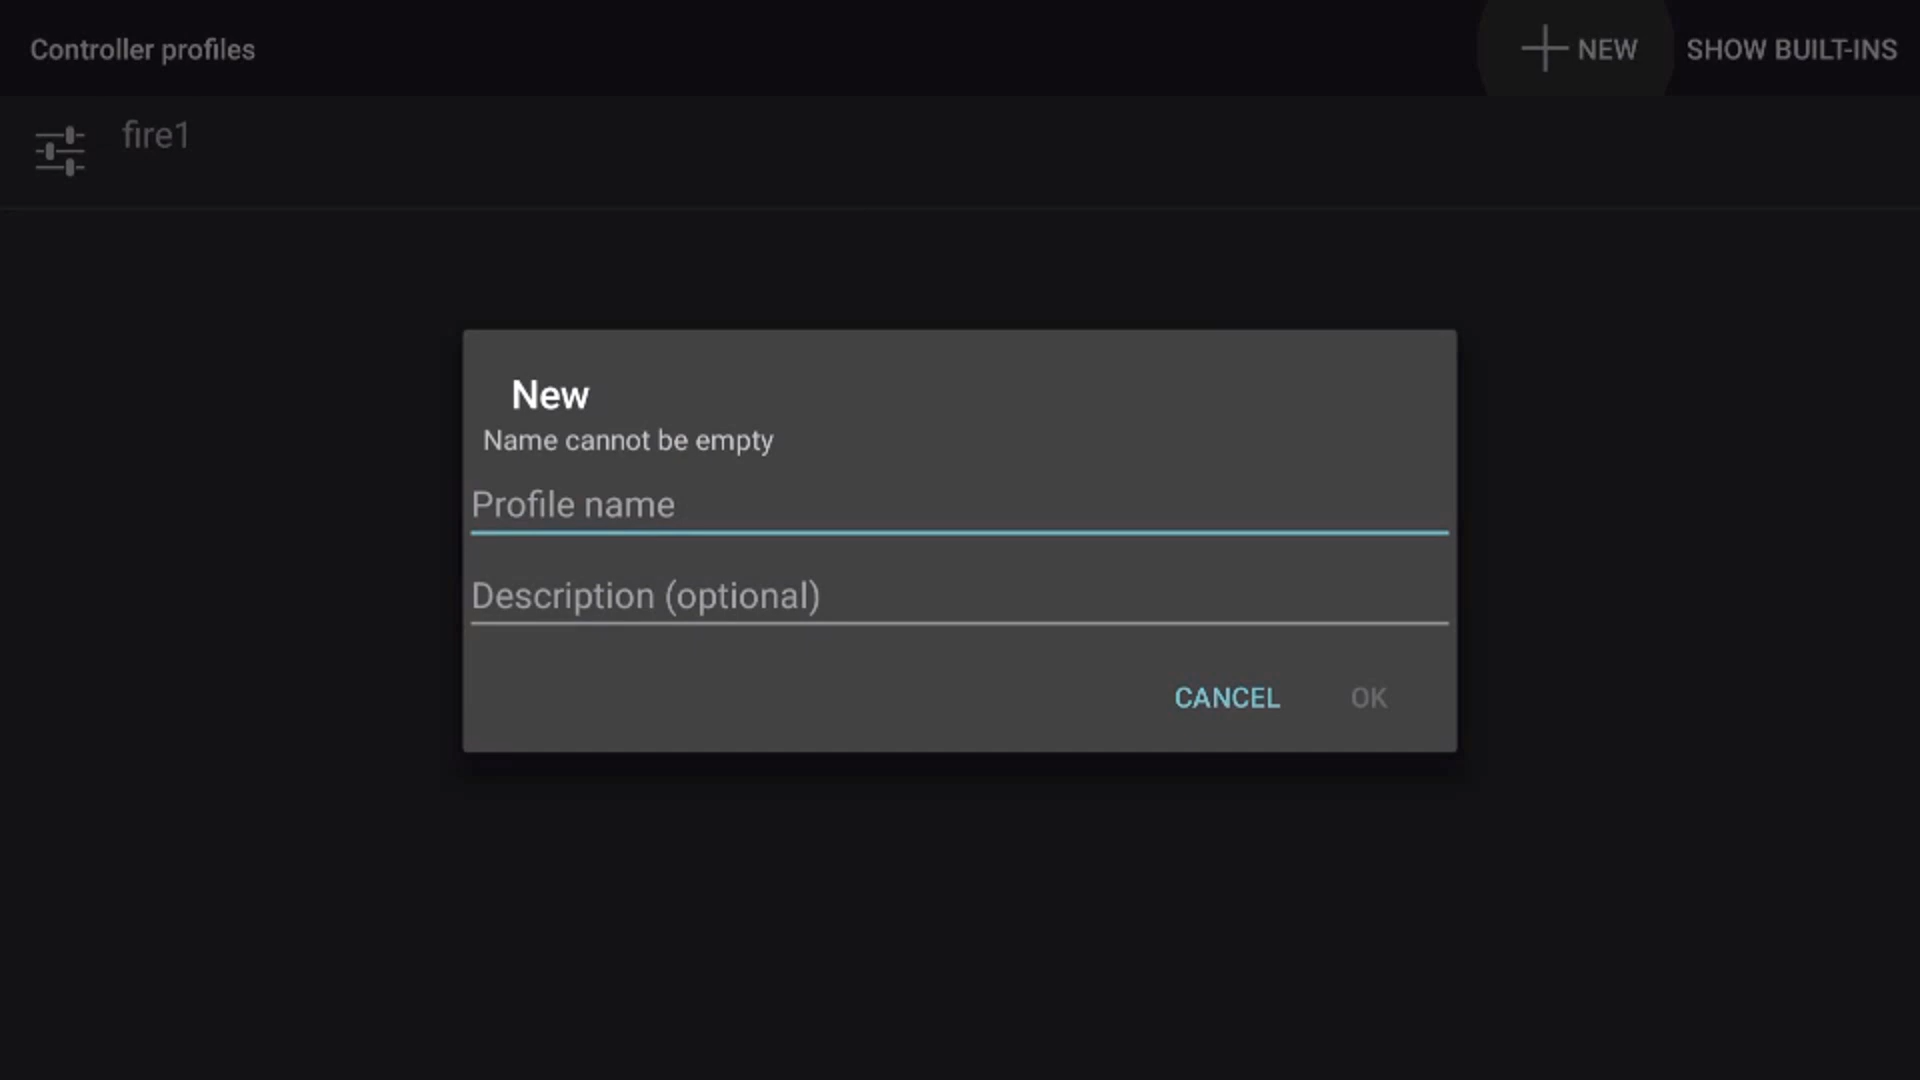 Controller profiles
NEW
SHOW BUILT-INS
fire1
New
Name cannot be empty
Profile name
Description (optional)
CANCEL
OK